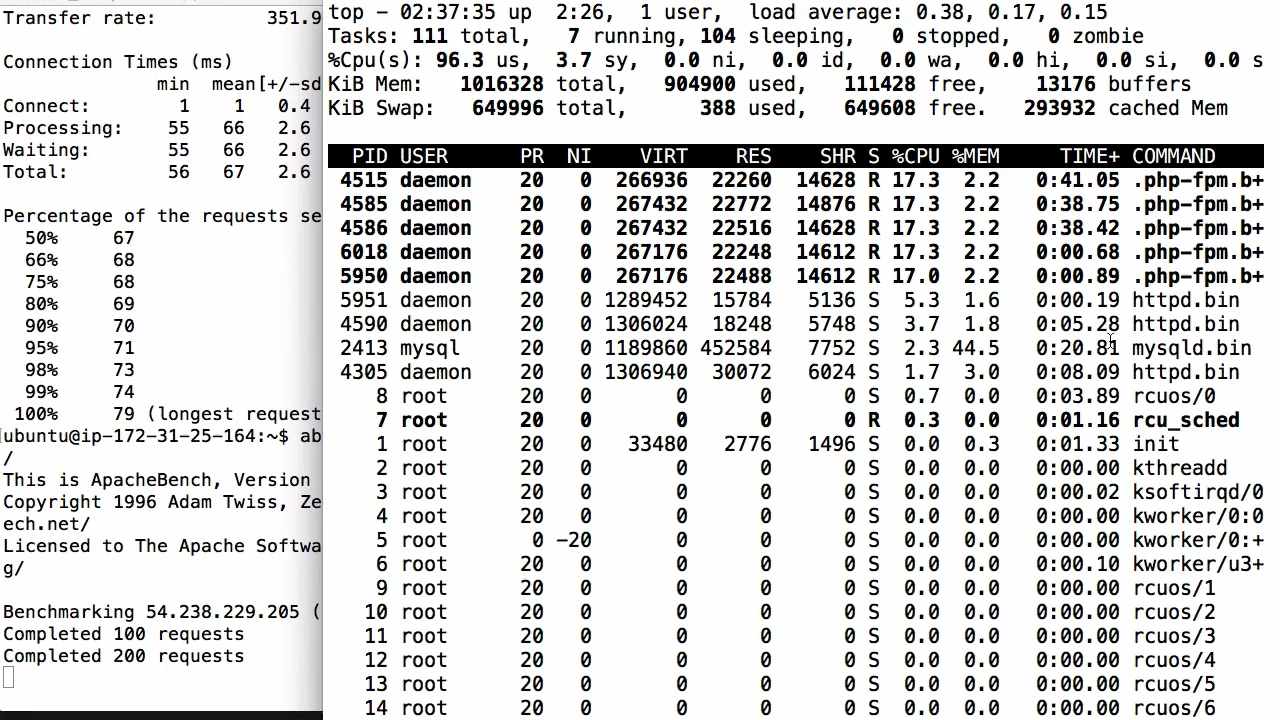 Transfer rate:          351.9
Connection Times (ms)
              min  mean[+/-sd
Connect:        1    1   0.4
Processing:    55   66   2.6
Waiting:       55   66   2.6
Total:         56   67   2.6
Percentage of the requests se
  50%     67
  66%     68
  75%     68
  80%     69
  90%     70
  95%     71
  98%     73
  99%     74
 100%     79 (longest request
ubuntu@ip-172-31-25-164:~$ ab
/
This is ApacheBench, Version
Copyright 1996 Adam Twiss, Ze
ech.net/
Licensed to The Apache Softwa
g/
Benchmarking 54.238.229.205 (
Completed 100 requests
Completed 200 requests
top - 02:37:35 up  2:26,  1 user,  load average: 0.38, 0.17, 0.15
Tasks: 111 total,   7 running, 104 sleeping,   0 stopped,   0 zombie
%Cpu(s): 96.3 us,  3.7 sy,  0.0 ni,  0.0 id,  0.0 wa,  0.0 hi,  0.0 si,  0.0 s
KiB Mem:   1016328 total,   904900 used,   111428 free,    13176 buffers
KiB Swap:   649996 total,      388 used,   649608 free.   293932 cached Mem
  PID USER      PR  NI    VIRT    RES    SHR S %CPU %MEM     TIME+ COMMAND
 4515 daemon    20   0  266936  22260  14628 R 17.3  2.2   0:41.05 .php-fpm.b+
 4585 daemon    20   0  267432  22772  14876 R 17.3  2.2   0:38.75 .php-fpm.b+
 4586 daemon    20   0  267432  22516  14628 R 17.3  2.2   0:38.42 .php-fpm.b+
 6018 daemon    20   0  267176  22248  14612 R 17.3  2.2   0:00.68 .php-fpm.b+
 5950 daemon    20   0  267176  22488  14612 R 17.0  2.2   0:00.89 .php-fpm.b+
 5951 daemon    20   0 1289452  15784   5136 S  5.3  1.6   0:00.19 httpd.bin
 4590 daemon    20   0 1306024  18248   5748 S  3.7  1.8   0:05.28 httpd.bin
 2413 mysql     20   0 1189860 452584   7752 S  2.3 44.5   0:20.81 mysqld.bin
 4305 daemon    20   0 1306940  30072   6024 S  1.7  3.0   0:08.09 httpd.bin
    8 root      20   0       0      0      0 S  0.7  0.0   0:03.89 rcuos/0
    7 root      20   0       0      0      0 R  0.3  0.0   0:01.16 rcu_sched
    1 root      20   0   33480   2776   1496 S  0.0  0.3   0:01.33 init
    2 root      20   0       0      0      0 S  0.0  0.0   0:00.00 kthreadd
    3 root      20   0       0      0      0 S  0.0  0.0   0:00.02 ksoftirqd/0
    4 root      20   0       0      0      0 S  0.0  0.0   0:00.00 kworker/0:0
    5 root       0 -20       0      0      0 S  0.0  0.0   0:00.00 kworker/0:+
    6 root      20   0       0      0      0 S  0.0  0.0   0:00.10 kworker/u3+
    9 root      20   0       0      0      0 S  0.0  0.0   0:00.00 rcuos/1
   10 root      20   0       0      0      0 S  0.0  0.0   0:00.00 rcuos/2
   11 root      20   0       0      0      0 S  0.0  0.0   0:00.00 rcuos/3
   12 root      20   0       0      0      0 S  0.0  0.0   0:00.00 rcuos/4
   13 root      20   0       0      0      0 S  0.0  0.0   0:00.00 rcuos/5
   14 root      20   0       0      0      0 S  0.0  0.0   0:00.00 rcuos/6